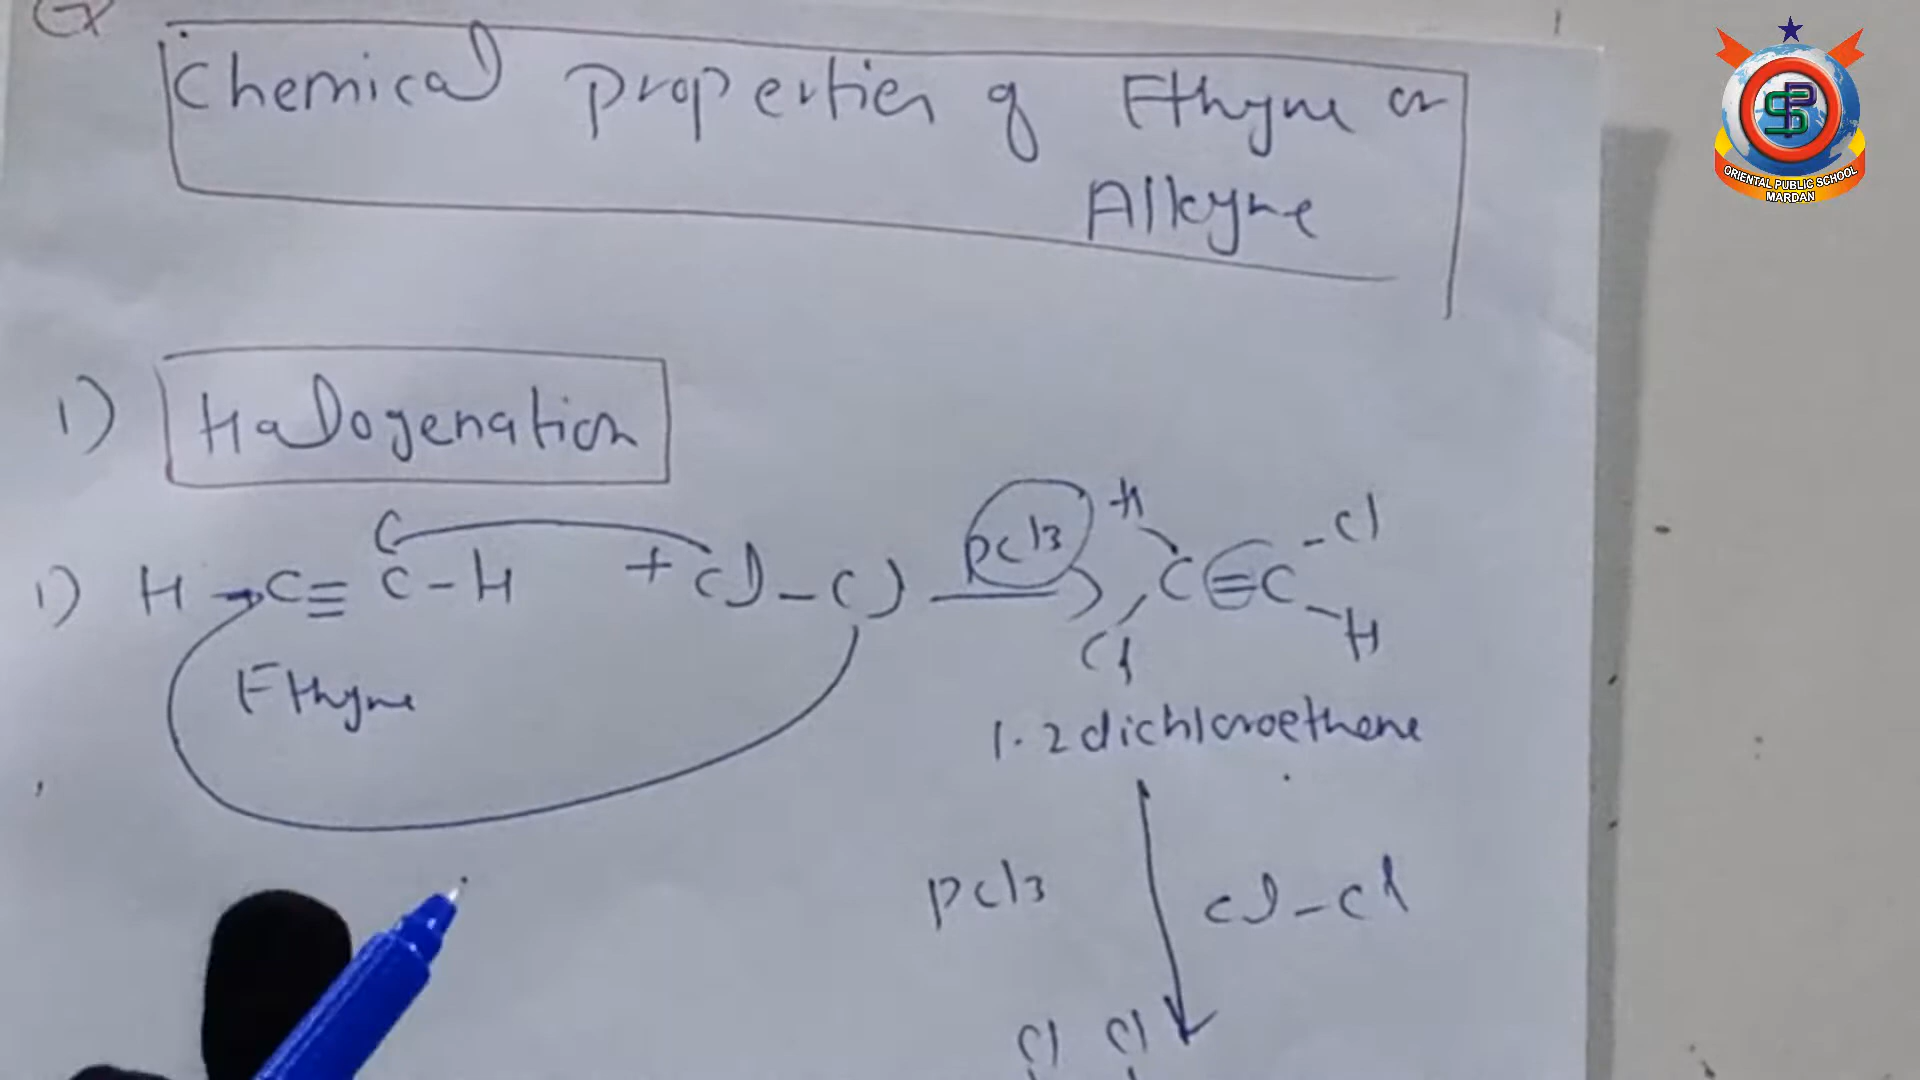 Ex
Chemical properties of Ethyne or
Alkyne
1) Halogenation
1) H-C≡C-H + Cl-Cl PCl3 H Cl
C≡C
Cl H
Ethyne
1.2 dichloroethene
PCl3 Cl-Cl
Cl Cl
ORIENTAL PUBLIC SCHOOL
MARDAN